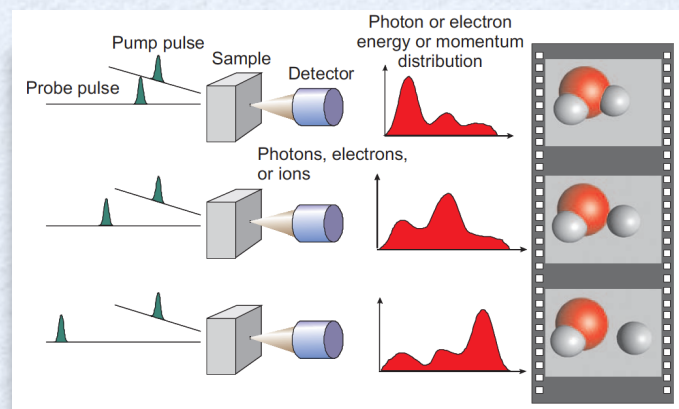 Pump pulse
Probe pulse
Sample
Detector
Photon or electron
energy or momentum
distribution
Photons, electrons,
or ions